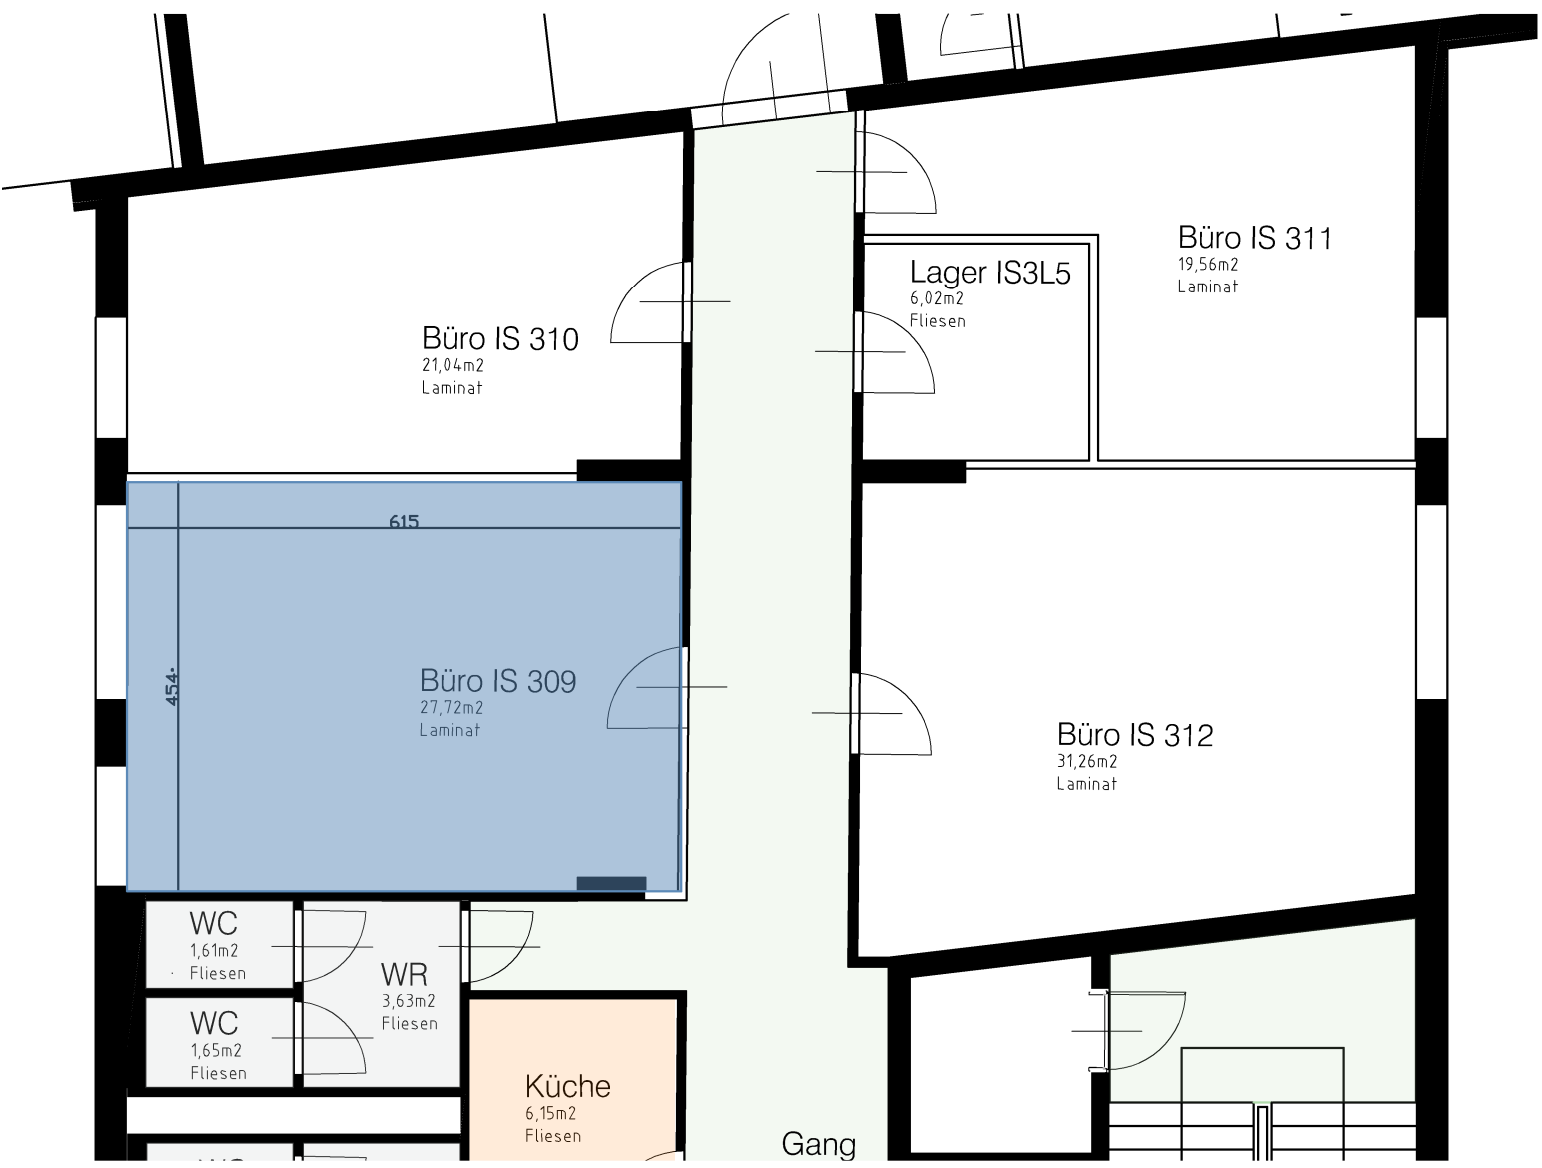 Büro IS 311
19,56m2
Laminat
Lager IS3L5
6,02m2
Fliesen
Büro IS 310
21,04m2
Laminat
615
454
Büro IS 309
27,72m2
Laminat
Büro IS 312
31,26m2
Laminat
WC
1,61m2
Fliesen
WR
3,63m2
Fliesen
WC
1,65m2
Fliesen
Küche
6,15m2
Fliesen
Gang